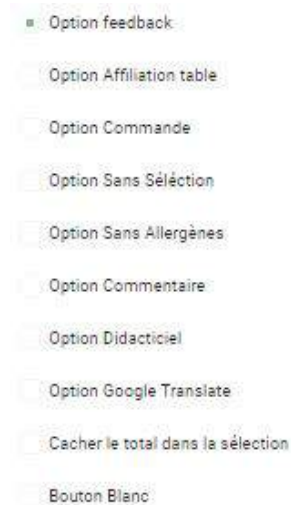 Option feedback
Option Affiliation table
Option Commande
Option Sans Séléction
Option Sans Allergènes
Option Commentaire
Option Didacticiel
Option Google Translate
Cacher le total dans la sélection
Bouton Blanc